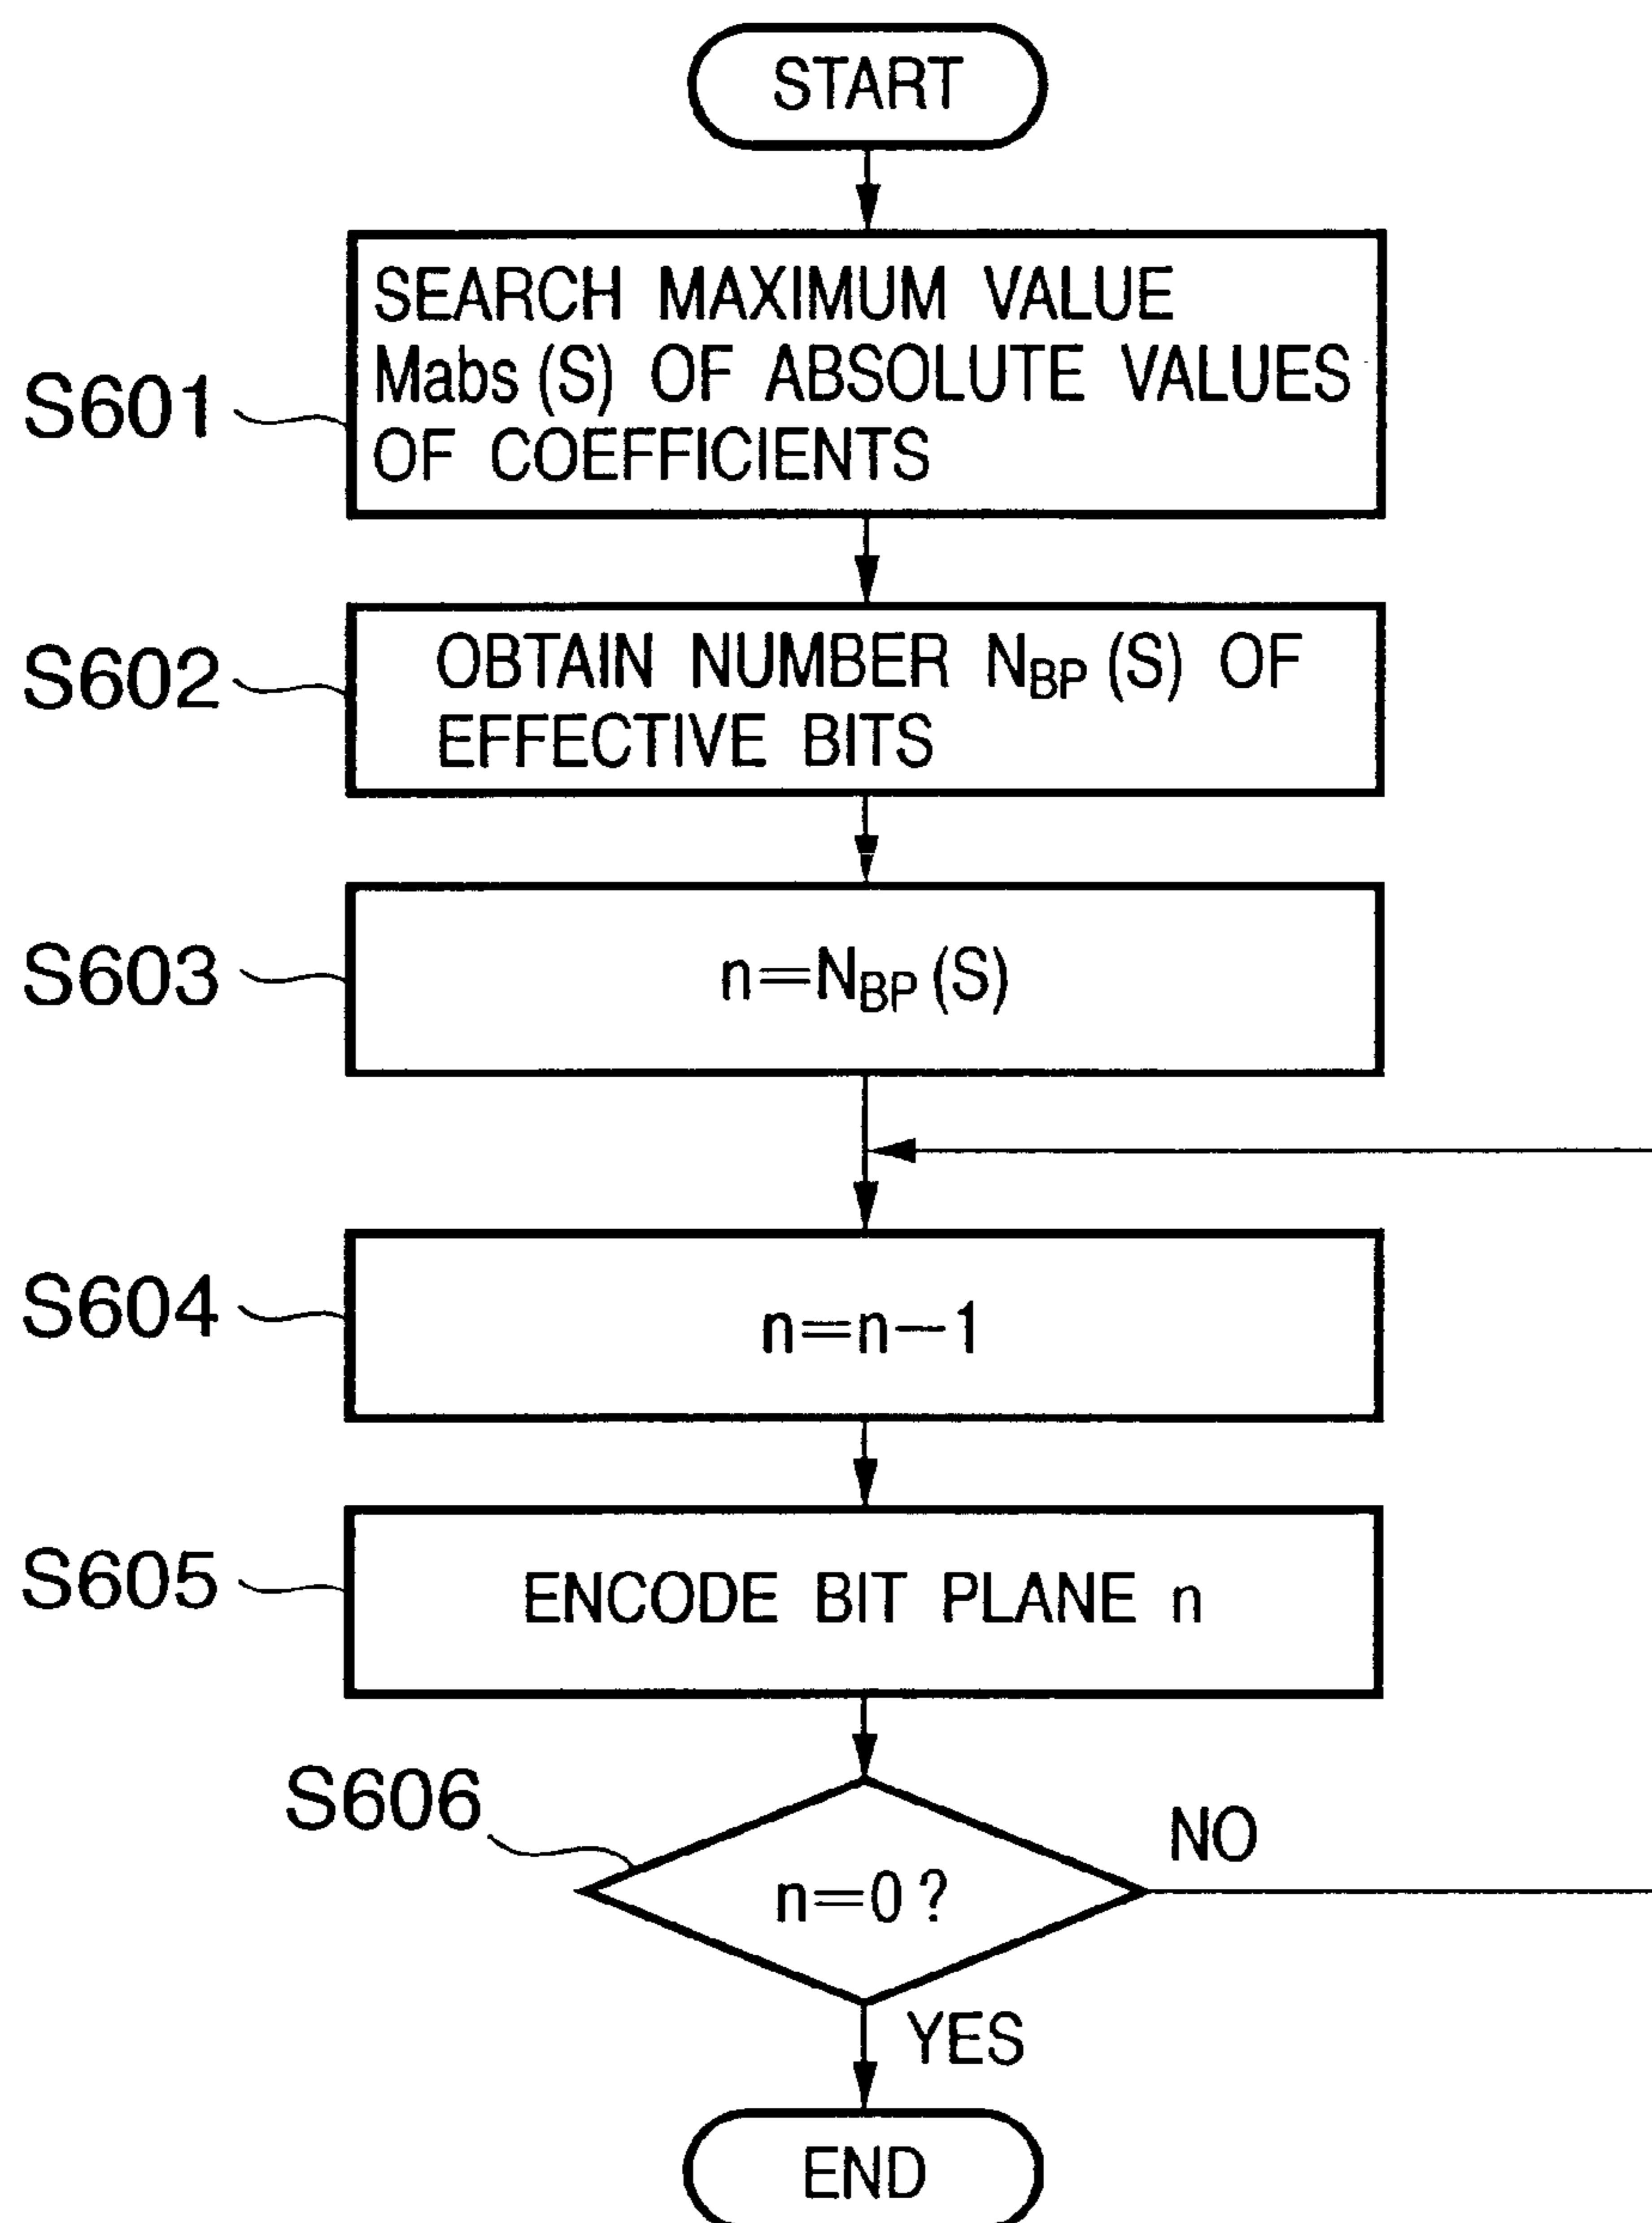 START
SEARCH MAXIMUM VALUE
Mabs (S) OF ABSOLUTE VALUES
OF COEFFICIENTS
S601
OBTAIN NUMBER NBP (S) OF
EFFECTIVE BITS
S602
n=NBP (S)
S603
n=n-1
S604
ENCODE BIT PLANE n
S605
S606
n=0 ?
NO
YES
END